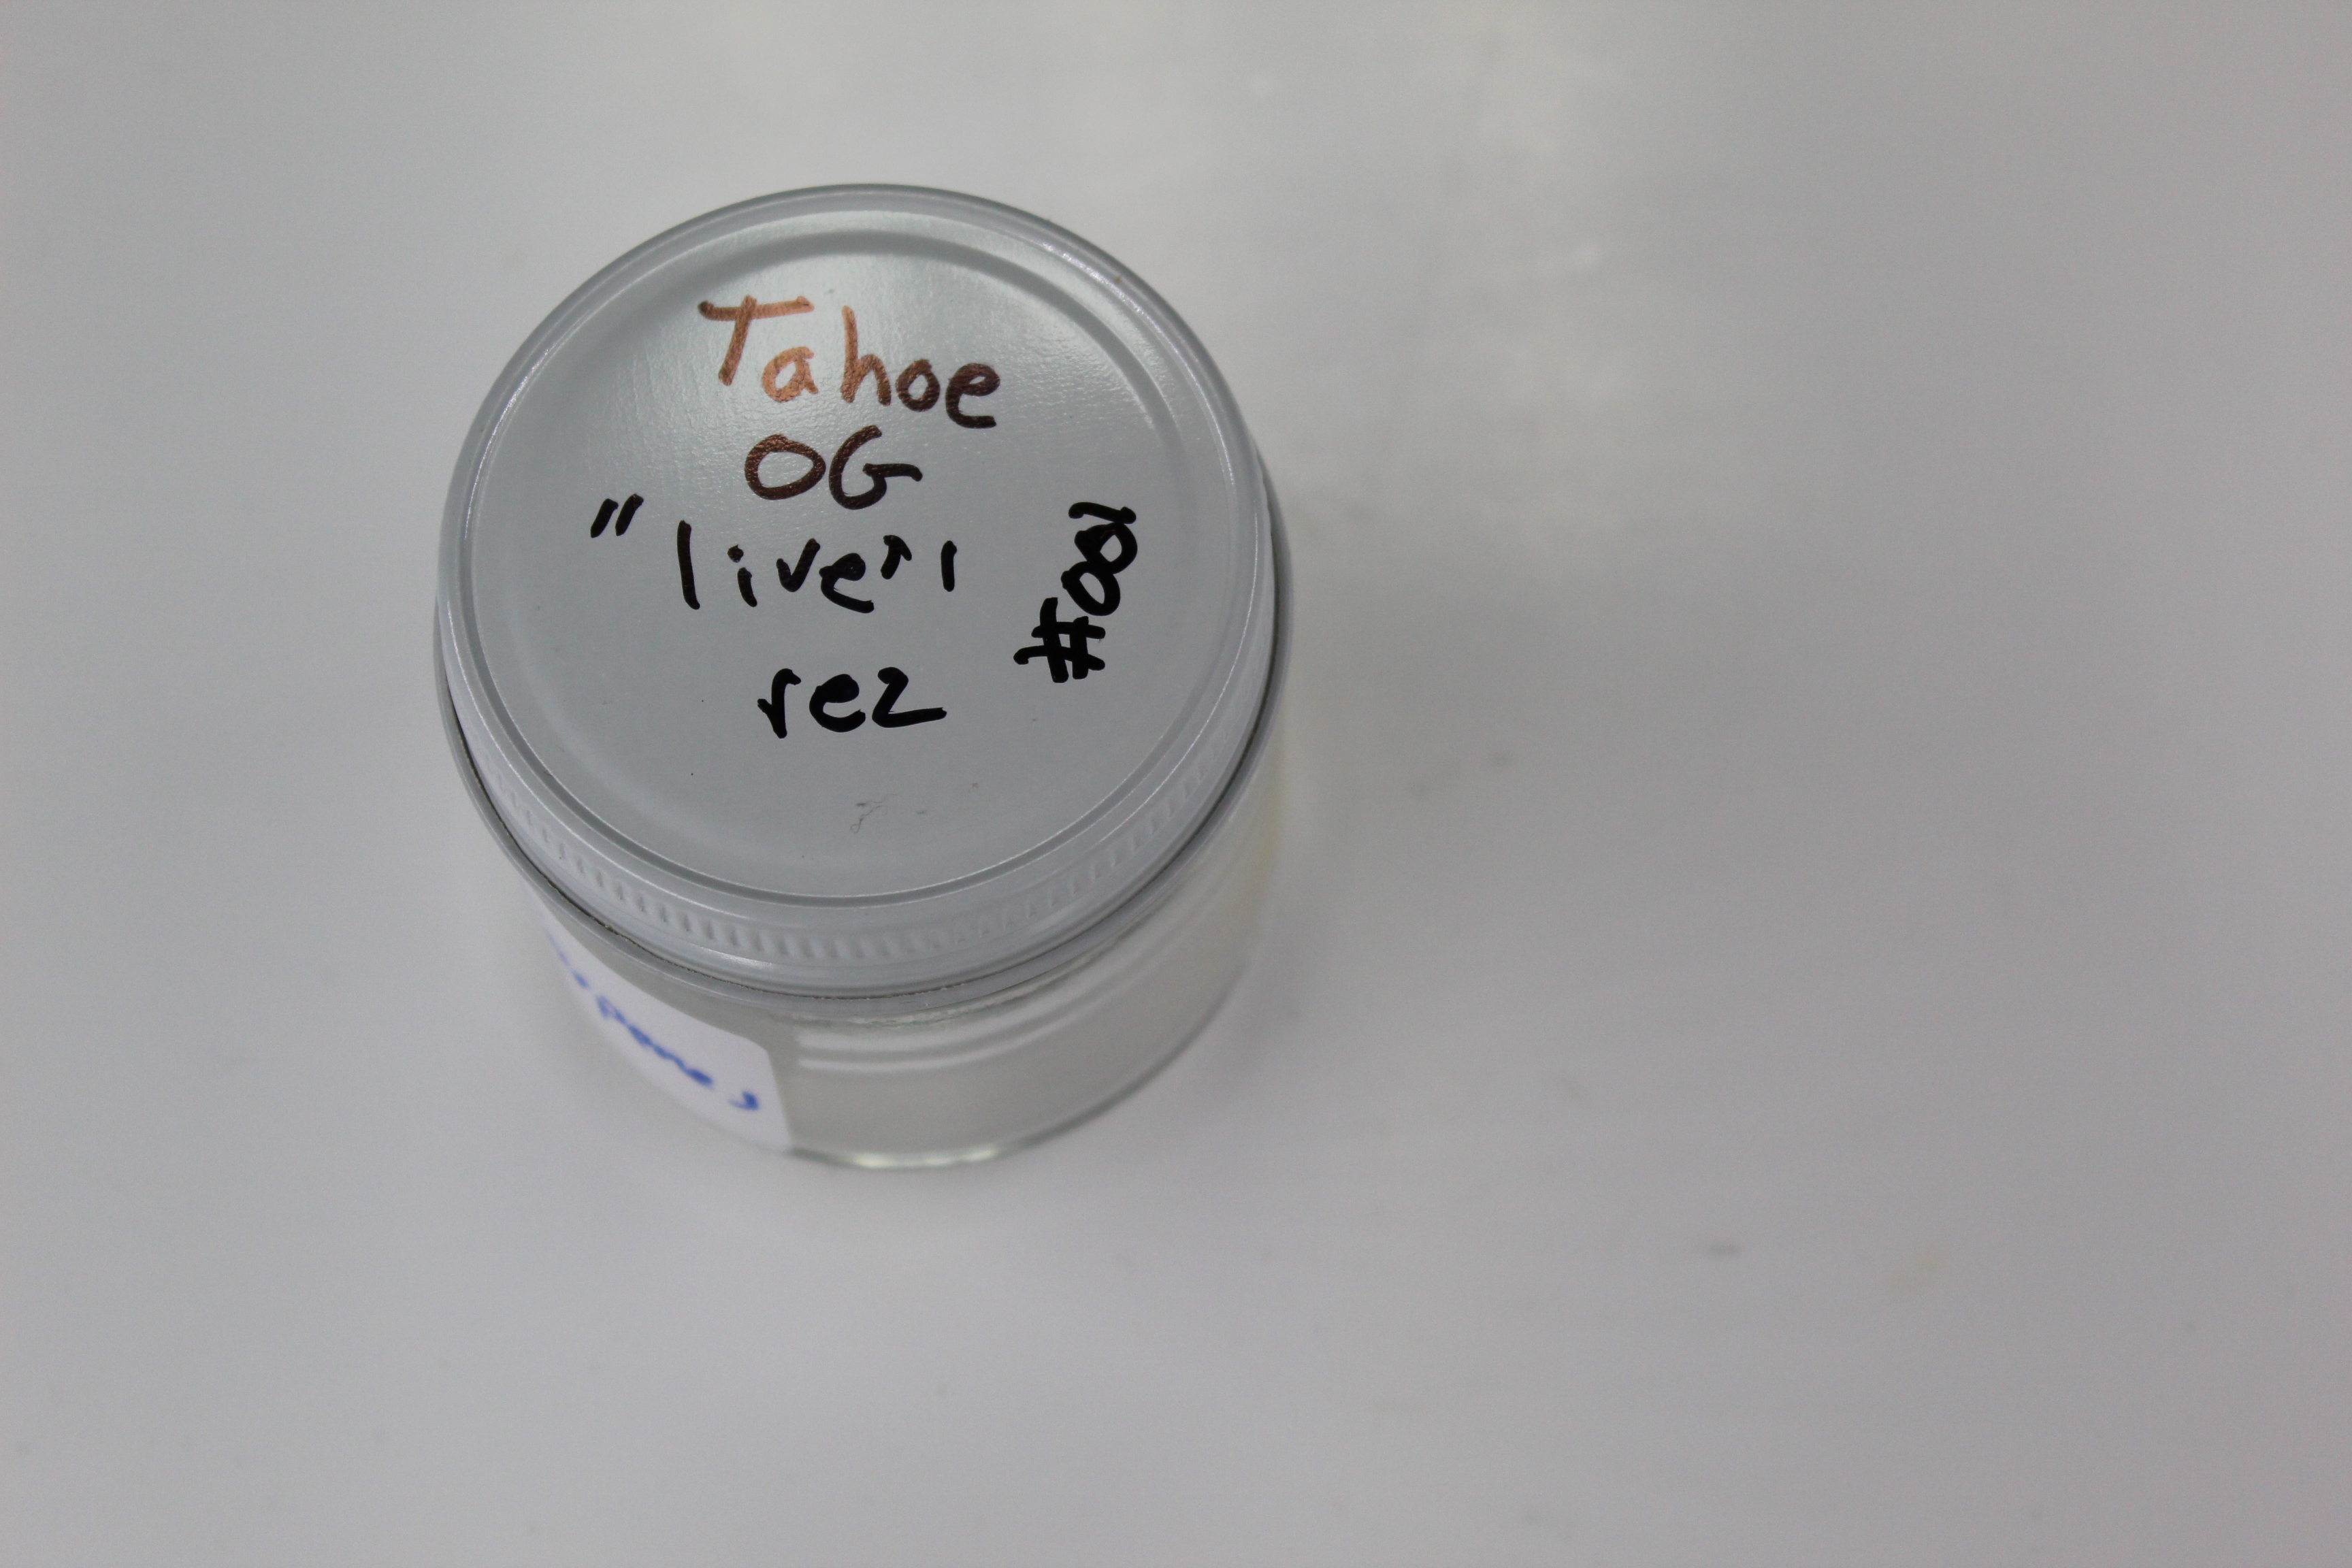 Tahoe
OG
"live"
rez
#001